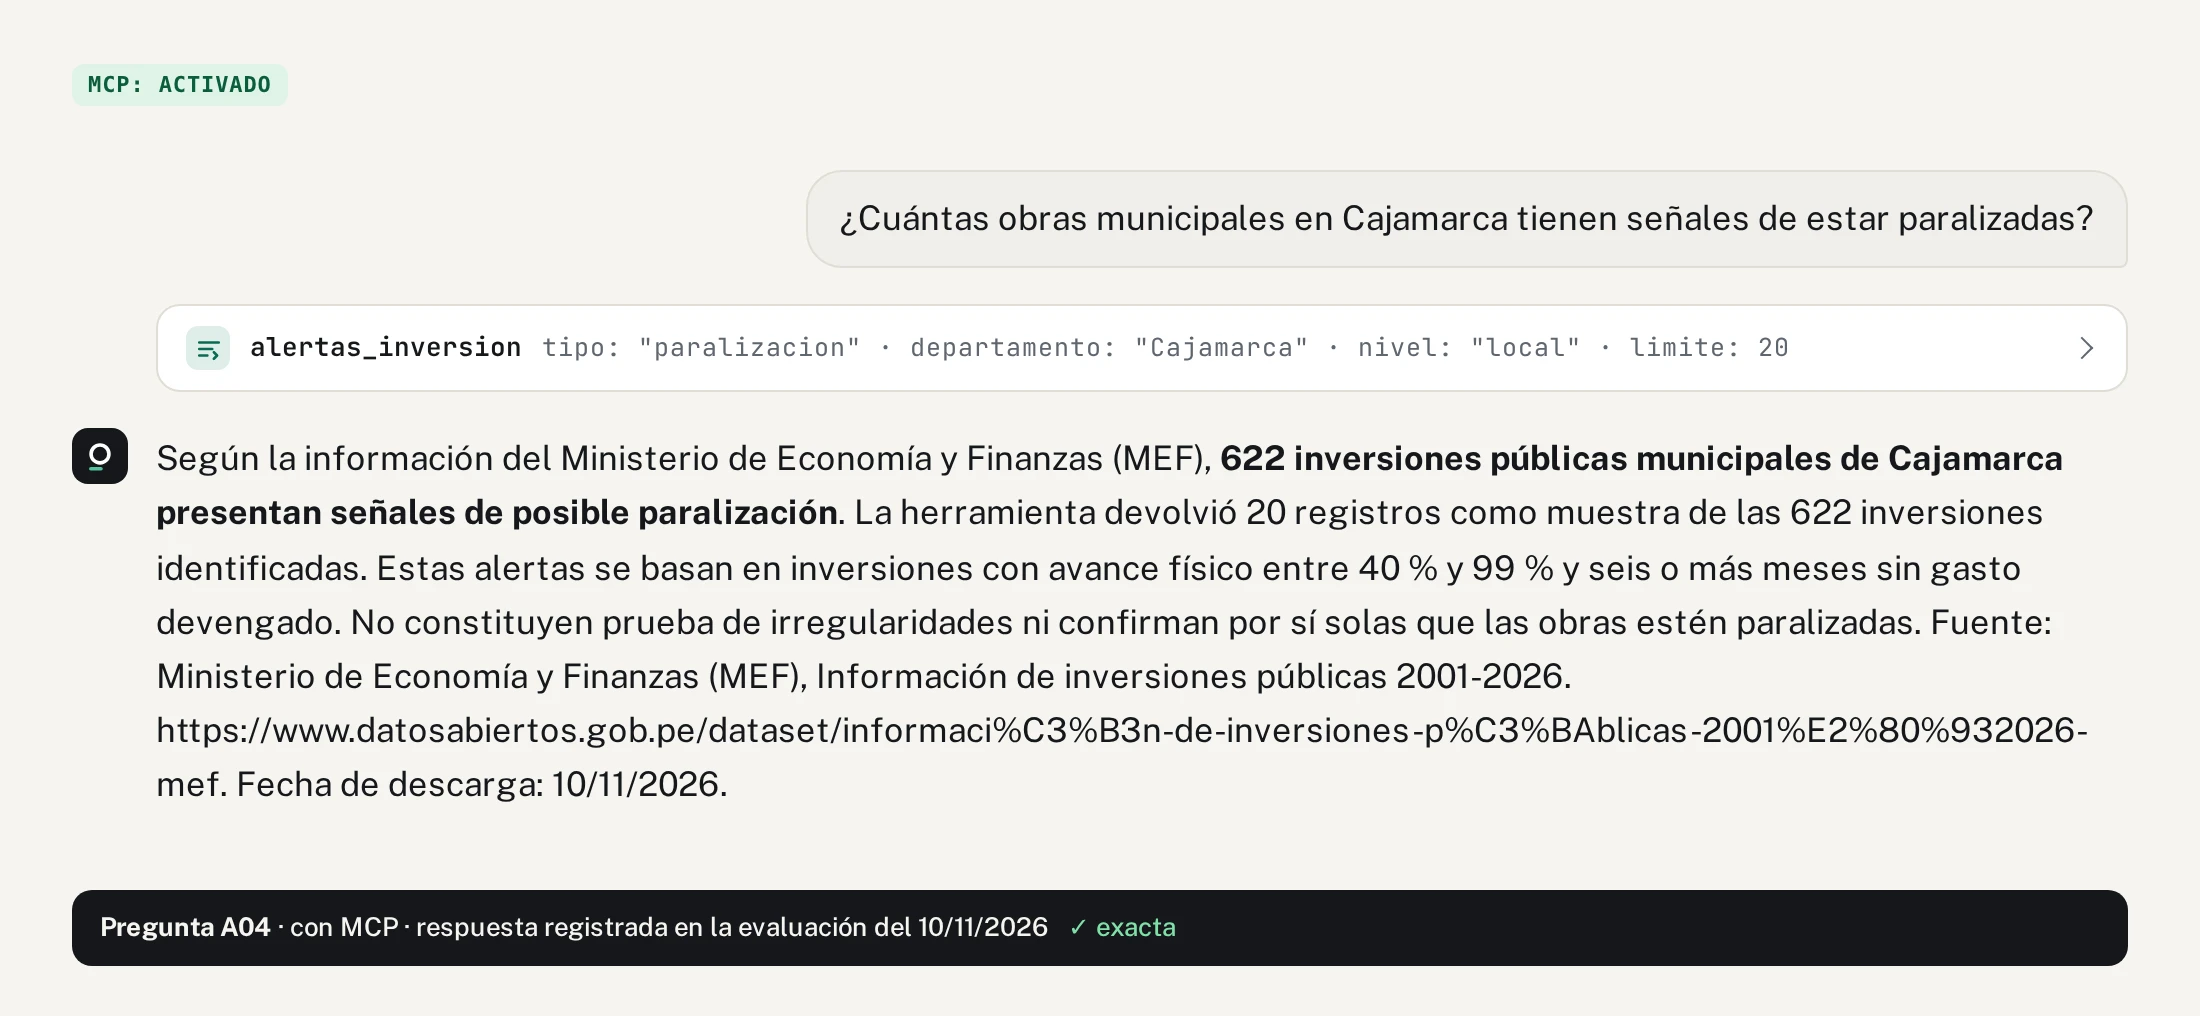 MCP: ACTIVADO
¿Cuántas obras municipales en Cajamarca tienen señales de estar paralizadas?
alertas_inversion tipo: "paralizacion" · departamento: "Cajamarca" · nivel: "local" · limite: 20
Según la información del Ministerio de Economía y Finanzas (MEF), 622 inversiones públicas municipales de Cajamarca
presentan señales de posible paralización. La herramienta devolvió 20 registros como muestra de las 622 inversiones
identificadas. Estas alertas se basan en inversiones con avance físico entre 40 % y 99 % y seis o más meses sin gasto
devengado. No constituyen prueba de irregularidades ni confirman por sí solas que las obras estén paralizadas. Fuente:
Ministerio de Economía y Finanzas (MEF), Información de inversiones públicas 2001-2026.
https://www.datosabiertos.gob.pe/dataset/informaci%C3%B3n-de-inversiones-p%C3%BAblicas-2001%E2%80%932026-
mef. Fecha de descarga: 10/11/2026.
Pregunta A04 · con MCP · respuesta registrada en la evaluación del 10/11/2026 ✓ exacta